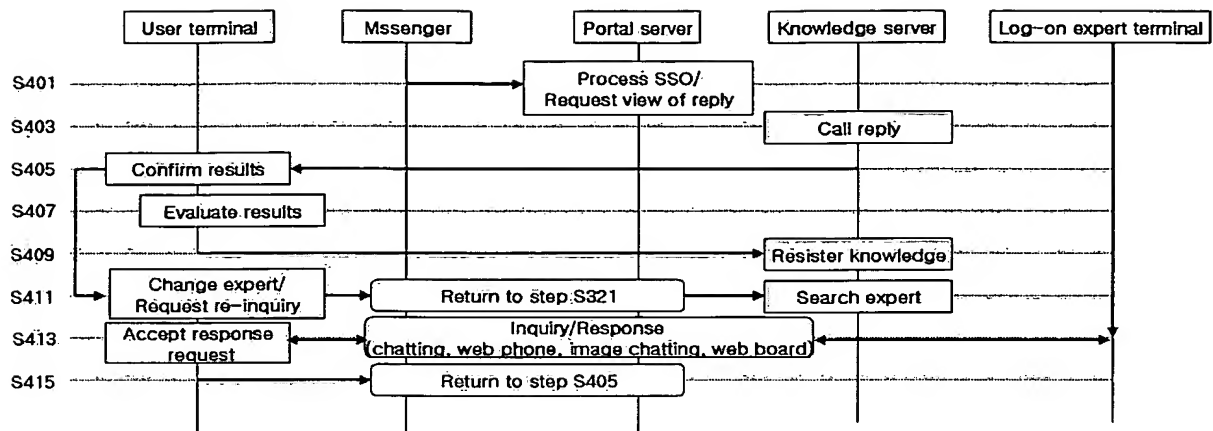 User terminal Mssenger Portal server Knowledge server Log-on expert terminal
S401 Process SSO/
Request view of reply
S403 Call reply
S405 Confirm results
S407 Evaluate results
S409 Resister knowledge
S411 Change expert/
Request re-inquiry Return to step S321 Search expert
S413 Accept response
request Inquiry/Response
(chatting, web phone, image chatting, web board)
S415 Return to step S405